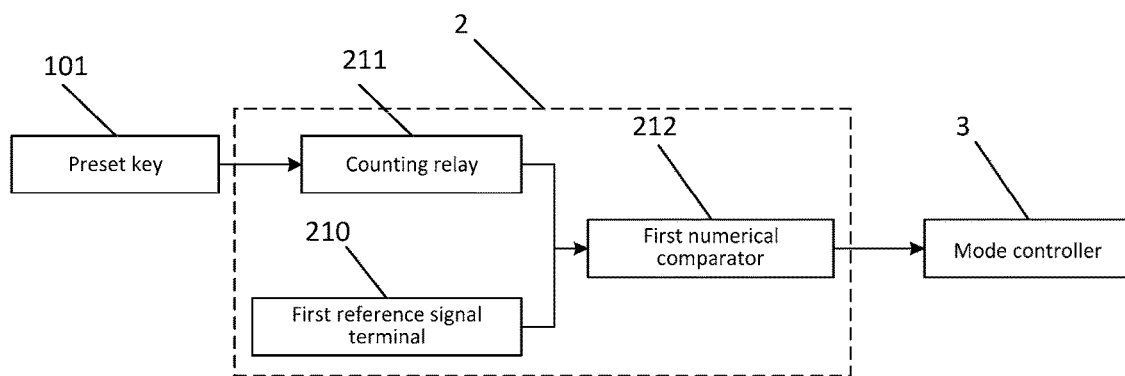 2
101
211
212
3
Preset key
Counting relay
210
First numerical
comparator
Mode controller
First reference signal
terminal